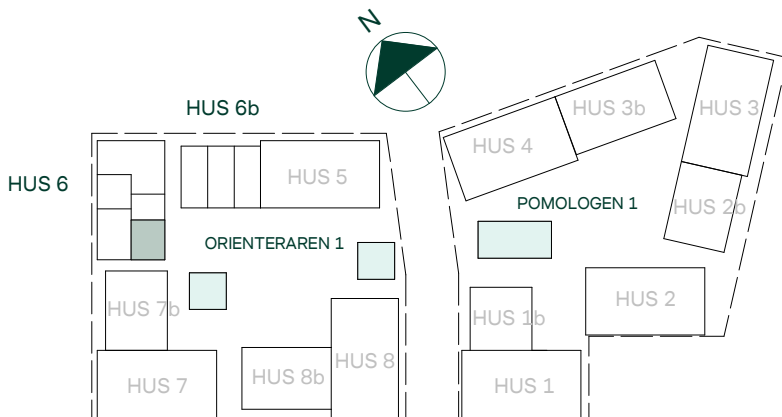 N
HUS 6b
HUS 3b
HUS 3
HUS 4
HUS 6
HUS 5
POMOLOGEN 1
HUS 2b
ORIENTERAREN 1
HUS 7b
HUS 2
HUS 1b
HUS 8
HUS 8b
HUS 7
HUS 1